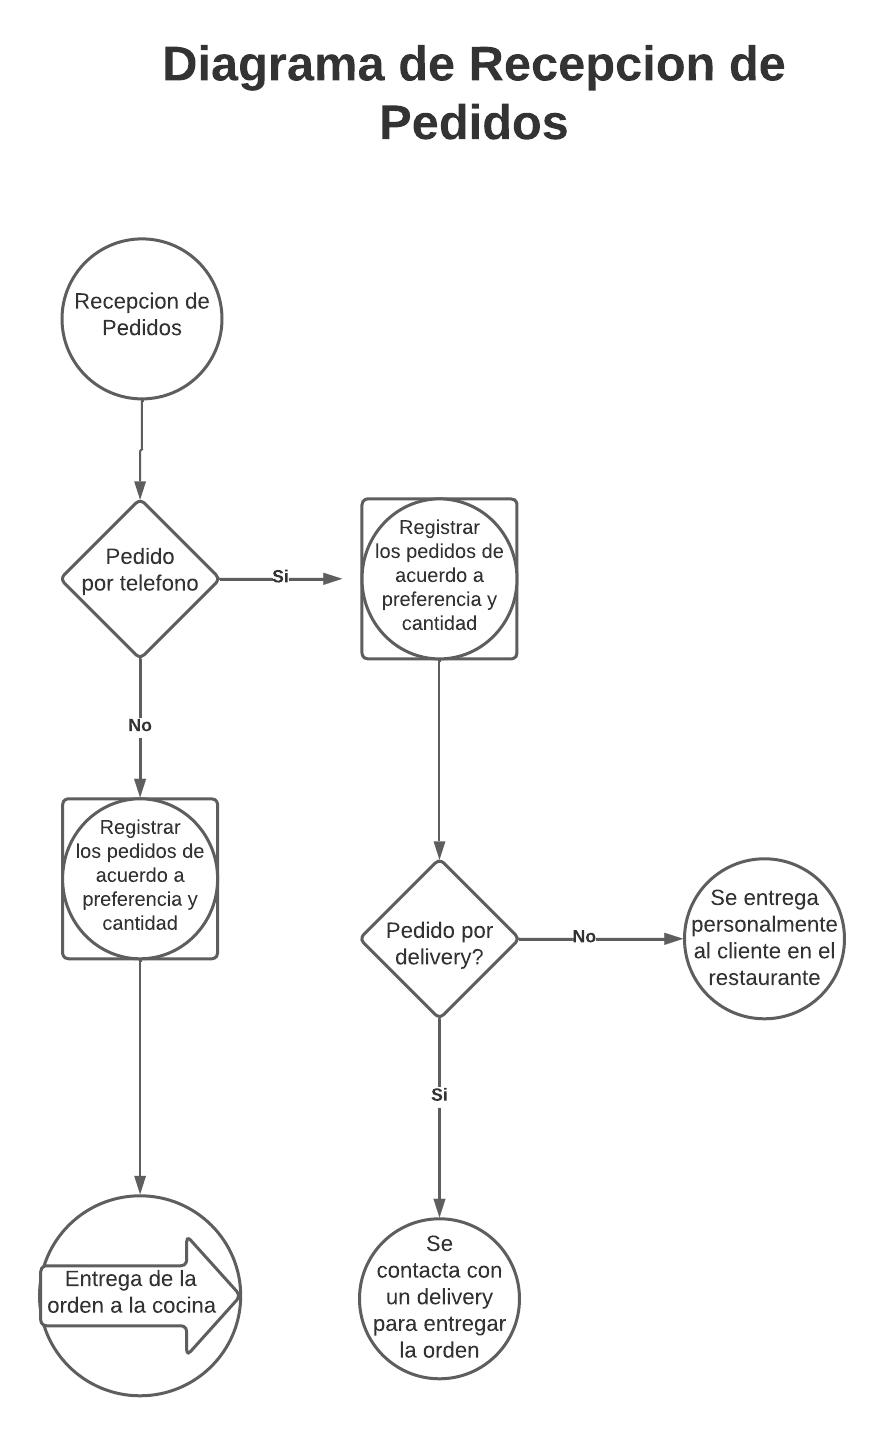 Diagrama de Recepcion de
Pedidos
Recepcion de
Pedidos
Pedido
por telefono
Si
Registrar
los pedidos de
acuerdo a
preferencia y
cantidad
No
Registrar
los pedidos de
acuerdo a
preferencia y
cantidad
Pedido por
delivery?
No
Se entrega
personalmente
al cliente en el
restaurante
Si
Entrega de la
orden a la cocina
Se
contacta con
un delivery
para entregar
la orden